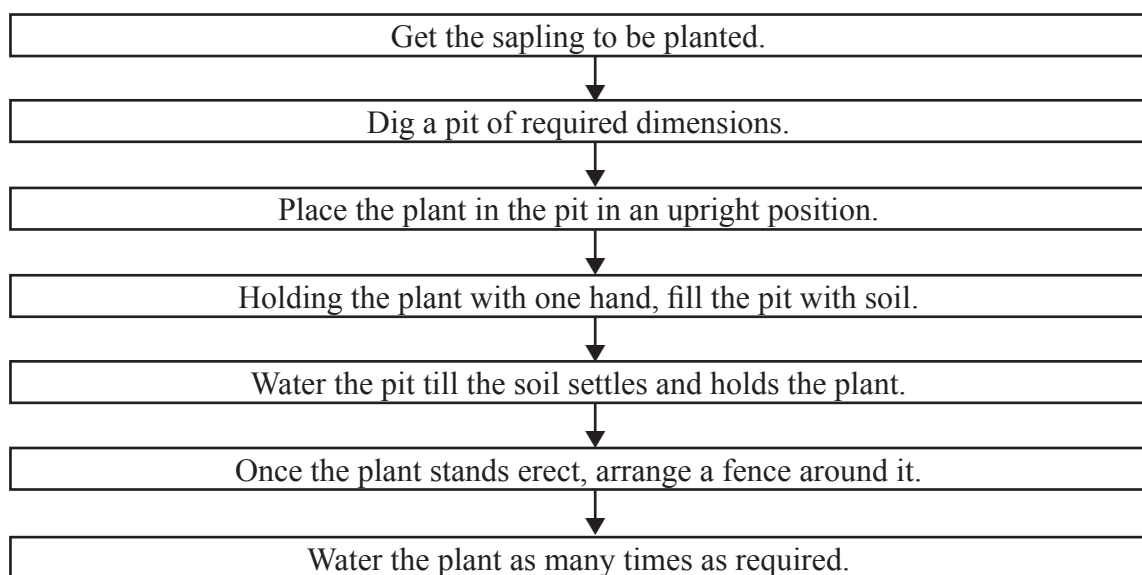 Get the sapling to be planted.
Dig a pit of required dimensions.
Place the plant in the pit in an upright position.
Holding the plant with one hand, fill the pit with soil.
Water the pit till the soil settles and holds the plant.
Once the plant stands erect, arrange a fence around it.
Water the plant as many times as required.